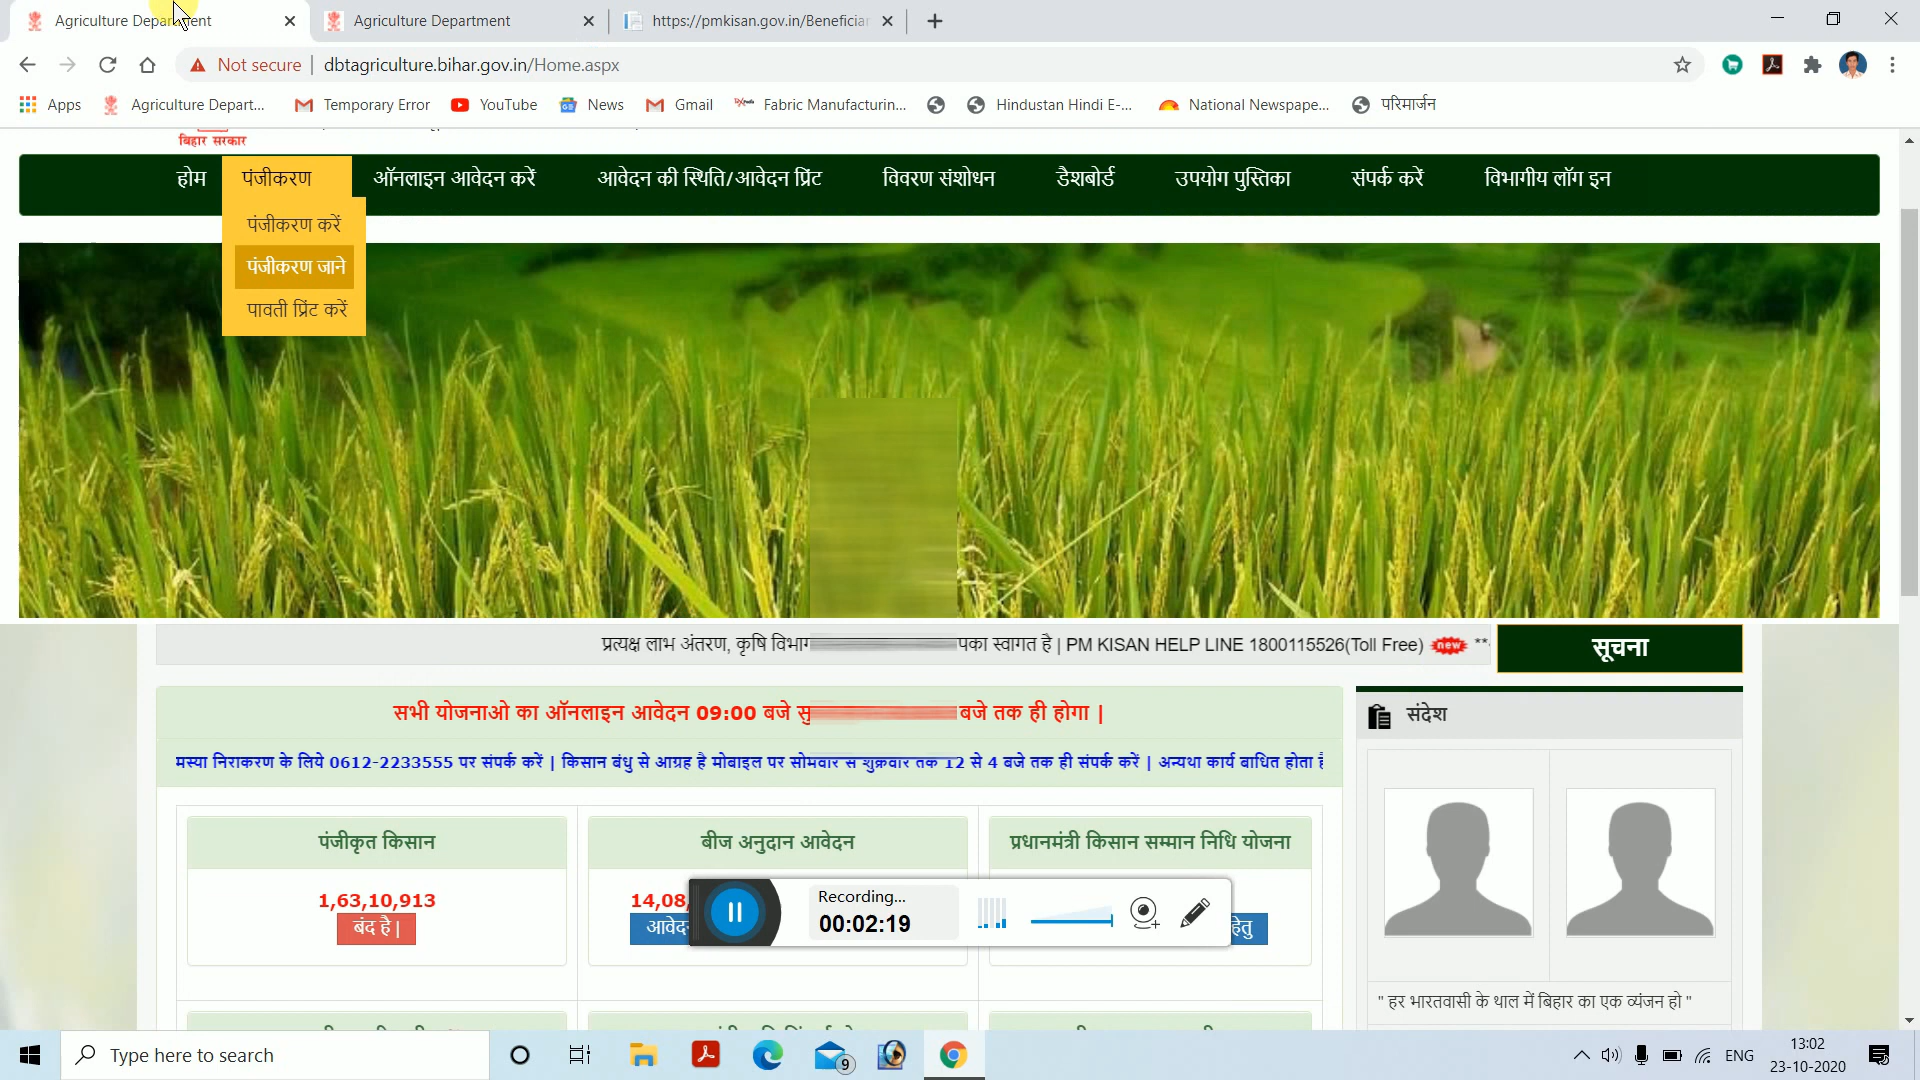 Agriculture Department
Agriculture Department
https://pmkisan.gov.in/Beneficiar
Not secure
dbtagriculture.bihar.gov.in/Home.aspx
Apps
Agriculture Depart...
Temporary Error
YouTube
News
Gmail
Fabric Manufacturin...
Hindustan Hindi E-...
National Newspape...
परिमार्जन
बिहार सरकार
होम
पंजीकरण
ऑनलाइन आवेदन करें
आवेदन की स्थिति/आवेदन प्रिंट
विवरण संशोधन
डैशबोर्ड
उपयोग पुस्तिका
संपर्क करें
विभागीय लॉग इन
पंजीकरण करें
पंजीकरण जाने
पावती प्रिंट करें
प्रत्यक्ष लाभ अंतरण, कृषि विभाग पका स्वागत है | PM KISAN HELP LINE 1800115526(Toll Free) new **
सूचना
सभी योजनाओ का ऑनलाइन आवेदन 09:00 बजे सु बजे तक ही होगा |
मस्या निराकरण के लिये 0612-2233555 पर संपर्क करें | किसान बंधु से आग्रह है मोबाइल पर सोमवार से शुक्रवार तक 12 से 4 बजे तक ही संपर्क करें | अन्यथा कार्य बाधित होता है
संदेश
पंजीकृत किसान
बीज अनुदान आवेदन
प्रधानमंत्री किसान सम्मान निधि योजना
1,63,10,913
14,08,
बंद है |
आवेद
हेतु
Recording...
00:02:19
" हर भारतवासी के थाल में बिहार का एक व्यंजन हो "
Type here to search
9
ENG
13:02
23-10-2020